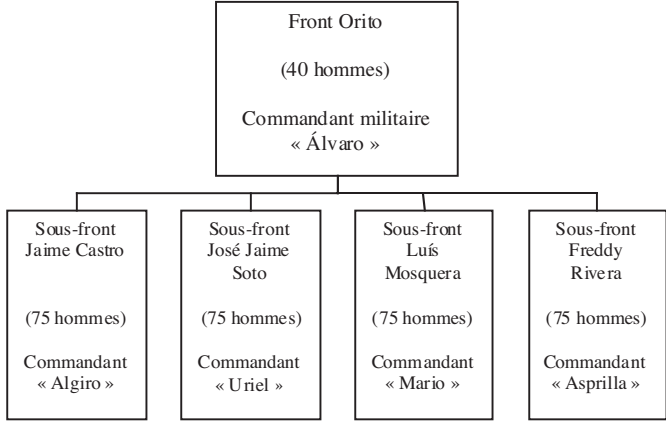 Front Orito
(40 hommes)
Commandant militaire
« Álvaro »
Sous-front
Jaime Castro
(75 hommes)
Commandant
« Algiro »
Sous-front
José Jaime
Soto
(75 hommes)
Commandant
« Uriel »
Sous-front
Luís
Mosquera
(75 hommes)
Commandant
« Mario »
Sous-front
Freddy
Rivera
(75 hommes)
Commandant
« Asprilla »